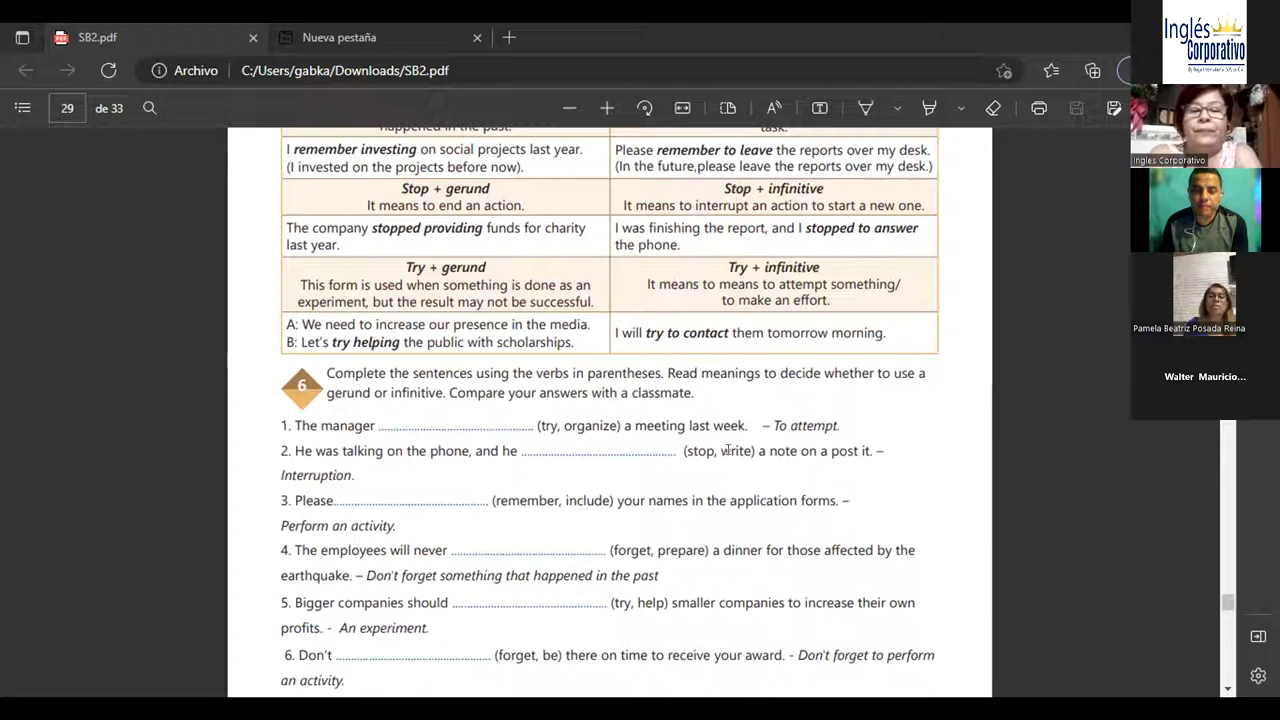 SB2.pdf
Nueva pestaña
Archivo
C:/Users/gabka/Downloads/SB2.pdf
29 de 33
task.
I remember investing on social projects last year.
(I invested on the projects before now).
Please remember to leave the reports over my desk.
(In the future,please leave the reports over my desk.)
Stop + gerund
It means to end an action.
Stop + infinitive
It means to interrupt an action to start a new one.
The company stopped providing funds for charity
last year.
I was finishing the report, and I stopped to answer
the phone.
Try + gerund
This form is used when something is done as an
experiment, but the result may not be successful.
Try + infinitive
It means to means to attempt something/
to make an effort.
A: We need to increase our presence in the media.
B: Let's try helping the public with scholarships.
I will try to contact them tomorrow morning.
6
Complete the sentences using the verbs in parentheses. Read meanings to decide whether to use a
gerund or infinitive. Compare your answers with a classmate.
1. The manager ................................................ (try, organize) a meeting last week. – To attempt.
2. He was talking on the phone, and he ................................................ (stop, write) a note on a post it. –
Interruption.
3. Please................................................ (remember, include) your names in the application forms. –
Perform an activity.
4. The employees will never ................................................ (forget, prepare) a dinner for those affected by the
earthquake. – Don't forget something that happened in the past
5. Bigger companies should ................................................ (try, help) smaller companies to increase their own
profits. - An experiment.
6. Don't ................................................ (forget, be) there on time to receive your award. - Don't forget to perform
an activity.
Inglés
Corporativo
Ingles Corporativo
Pamela Beatriz Posada Reina
Walter Mauricio...